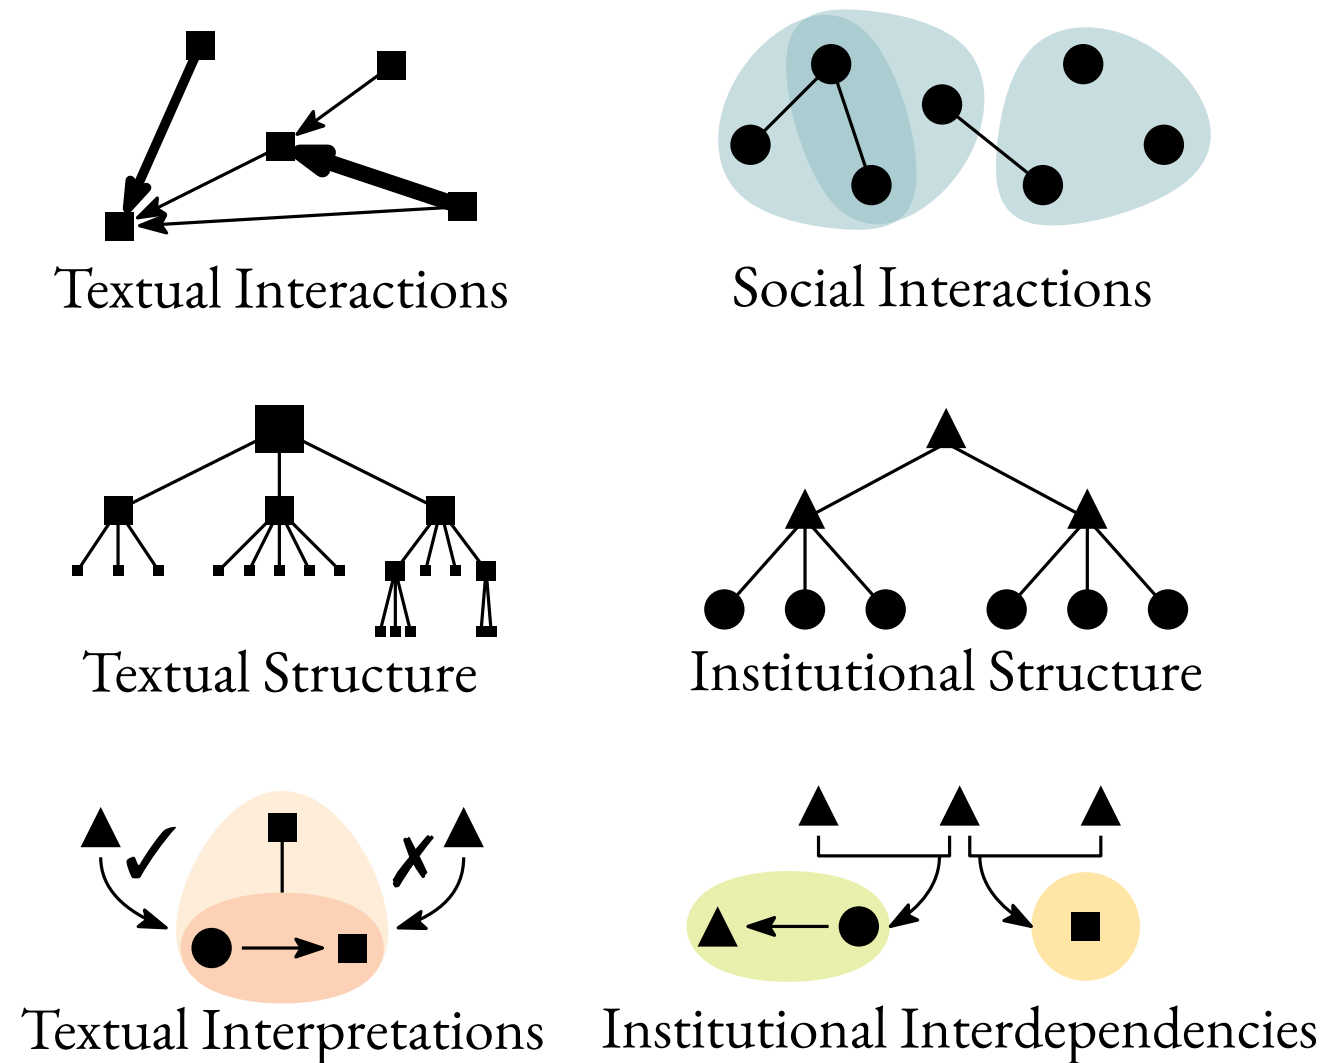 Textual Interactions
Social Interactions
Textual Structure
Institutional Structure
✓
✗
Textual Interpretations
Institutional Interdependencies